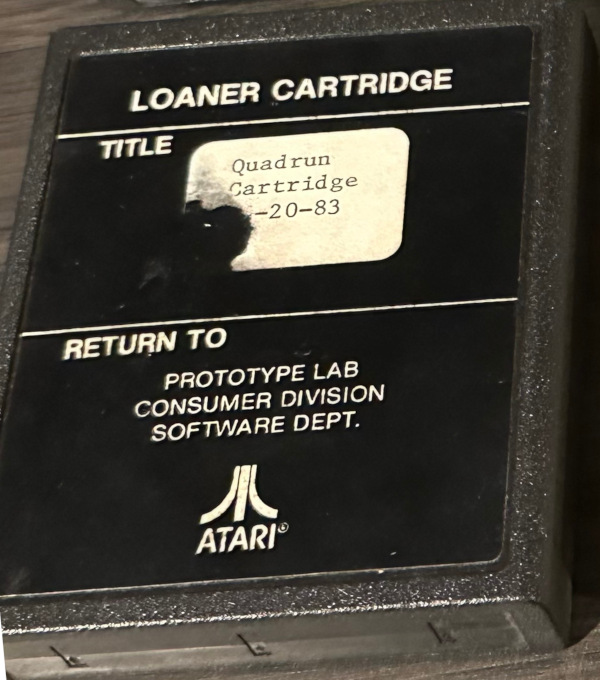 LOANER CARTRIDGE
TITLE
Quadrun
Cartridge
-20-83
RETURN TO
PROTOTYPE LAB
CONSUMER DIVISION
SOFTWARE DEPT.
ATARI®